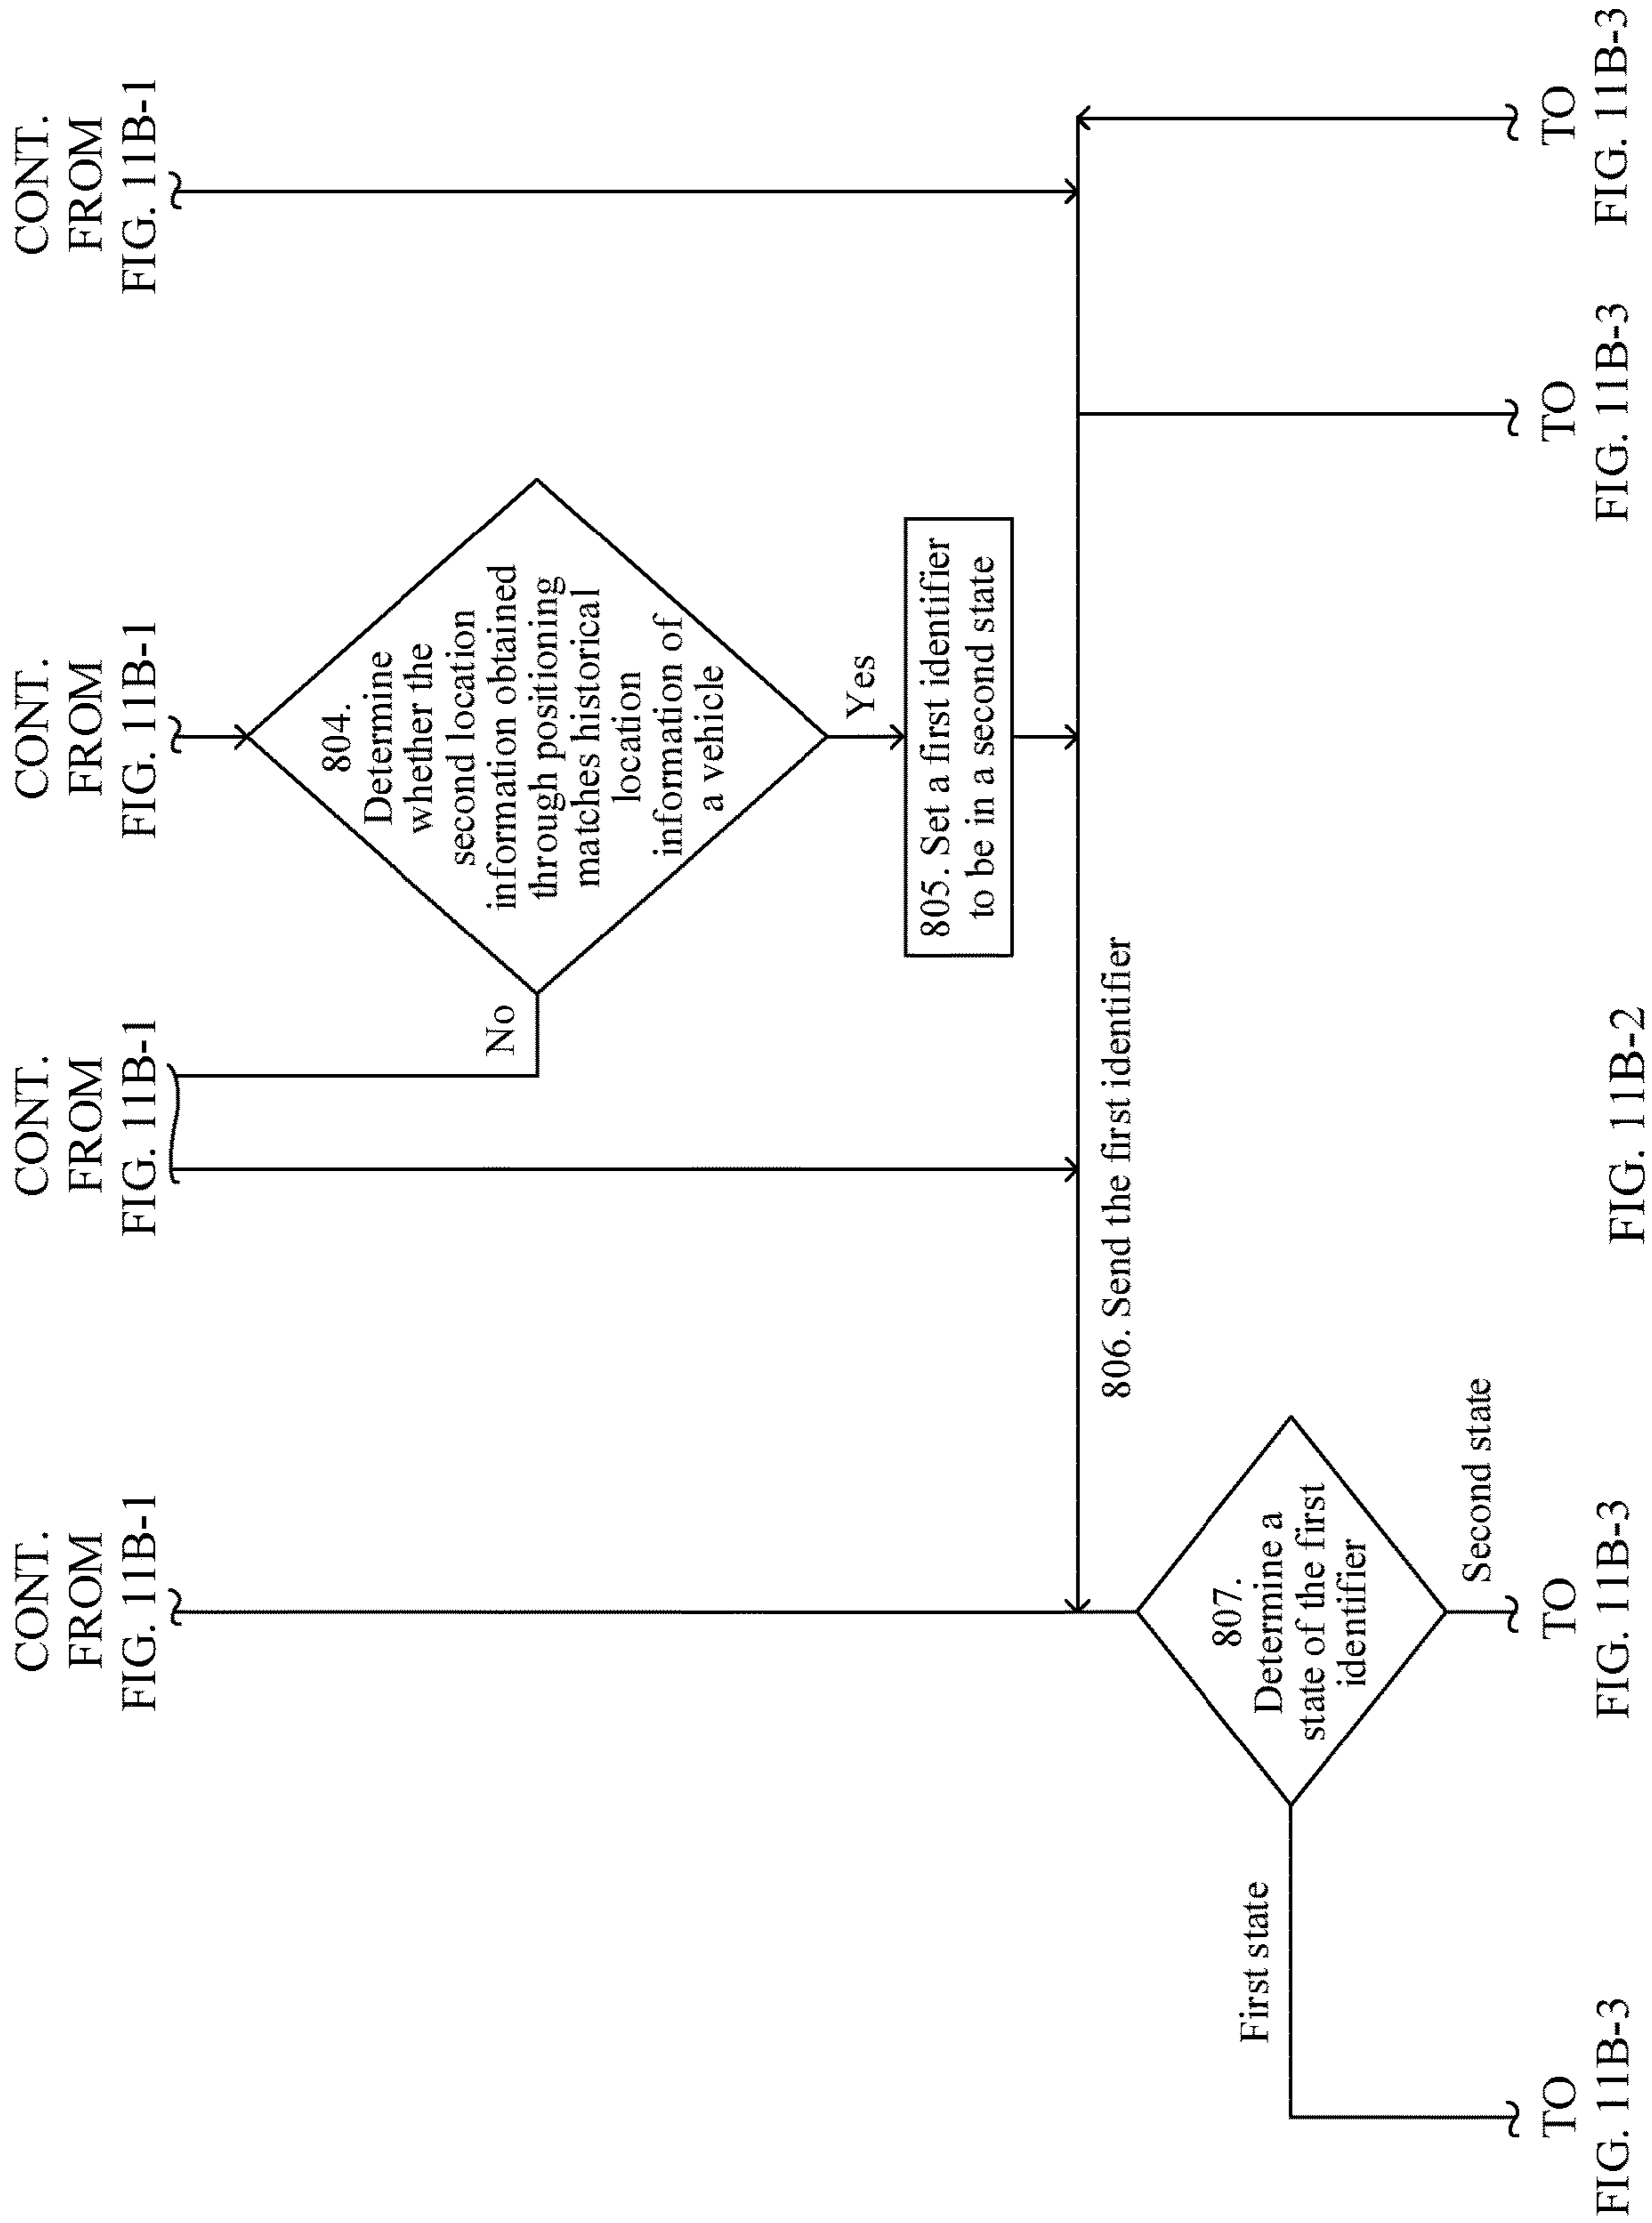 CONT.
FROM
FIG. 11B-1
CONT.
FROM
FIG. 11B-1
CONT.
FROM
FIG. 11B-1
CONT.
FROM
FIG. 11B-1
804.
Determine
whether the
second location
information obtained
through positioning
matches historical
location
information of
a vehicle
No
Yes
805. Set a first identifier
to be in a second state
806. Send the first identifier
807.
Determine a
state of the first
identifier
First state
Second state
TO
FIG. 11B-3
TO
FIG. 11B-3
TO
FIG. 11B-3
TO
FIG. 11B-3
FIG. 11B-2